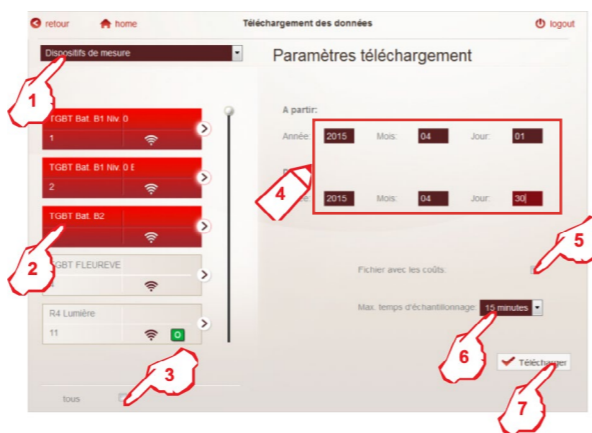 retour home Téléchargement des données logout
Dispositifs de mesure
Paramètres téléchargement
1
TGBT Bat. B1 Niv. 0
1
A partir:
Année: 2015 Mois: 04 Jour: 01
TGBT Bat. B1 Niv. 0 E
2
4
2015 Mois: 04 Jour: 30
TGBT Bat. B2
2
5
FLEUREVE
Fichier avec les coûts:
R4 Lumière
11
Max. temps d'échantillonnage: 15 minutes
6
3
Télécharger
tous
7